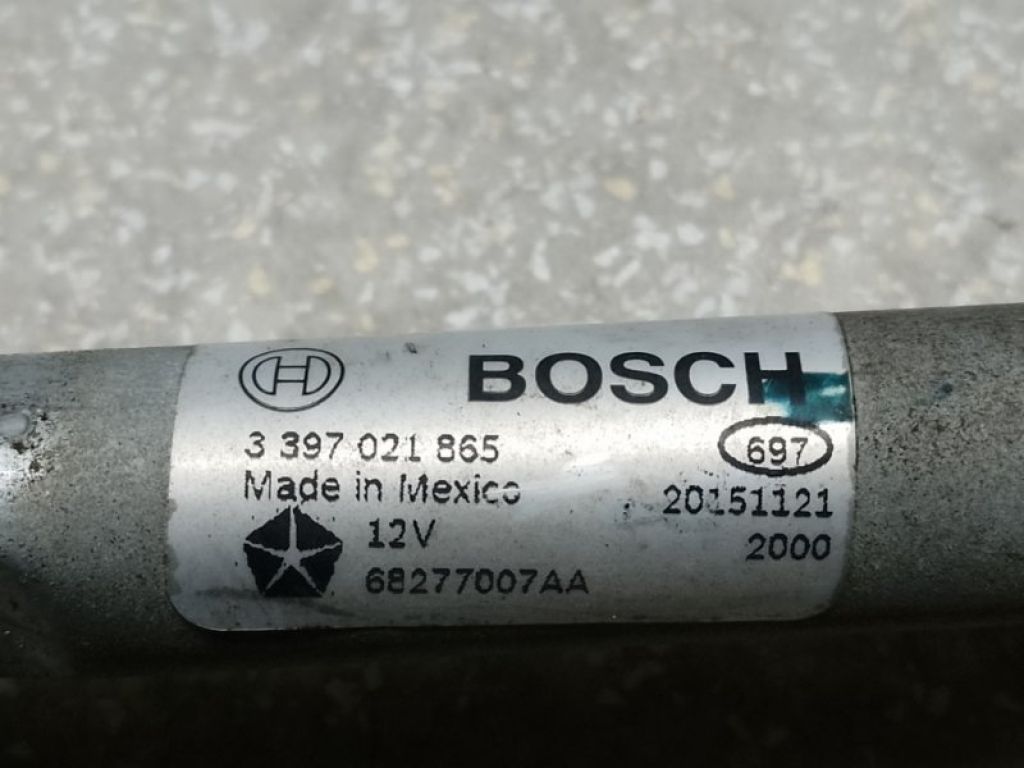 BOSCH
3 397 021 865
697
Made in Mexico
20151121
12V
2000
68277007AA